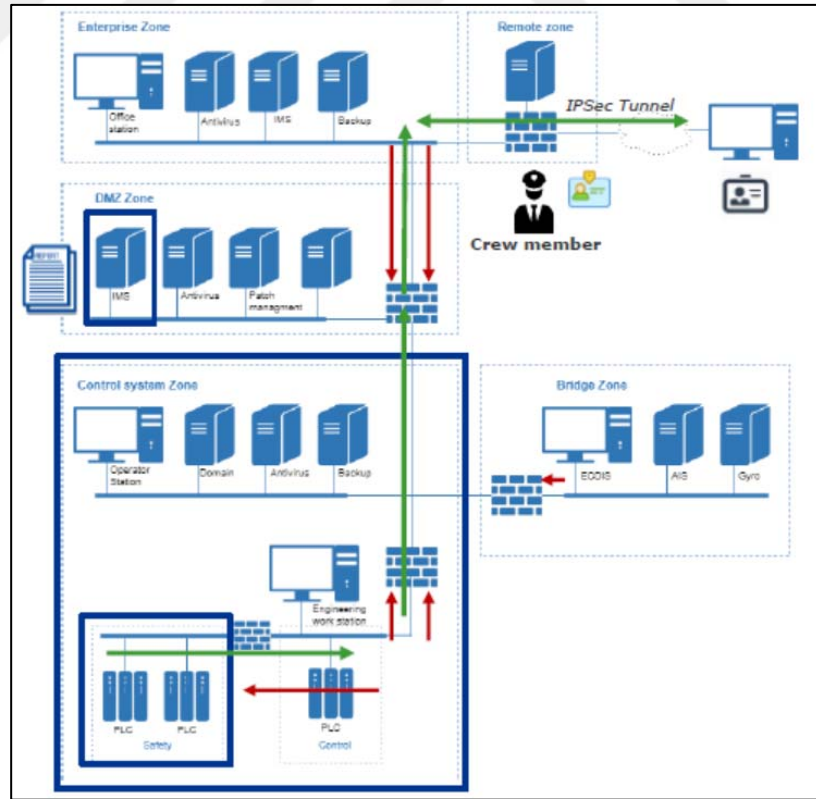 Enterprise Zone
Remote zone
IPSec Tunnel
Office
station
Antivirus
IMS
Backup
DMZ Zone
Crew member
REPORT
IMS
Antivirus
Patch
managment
Control system Zone
Bridge Zone
Operator
Station
Domain
Antivirus
Backup
ECDIS
AIS
Gyro
Engineering
work station
PLC
PLC
PLC
Safety
Control